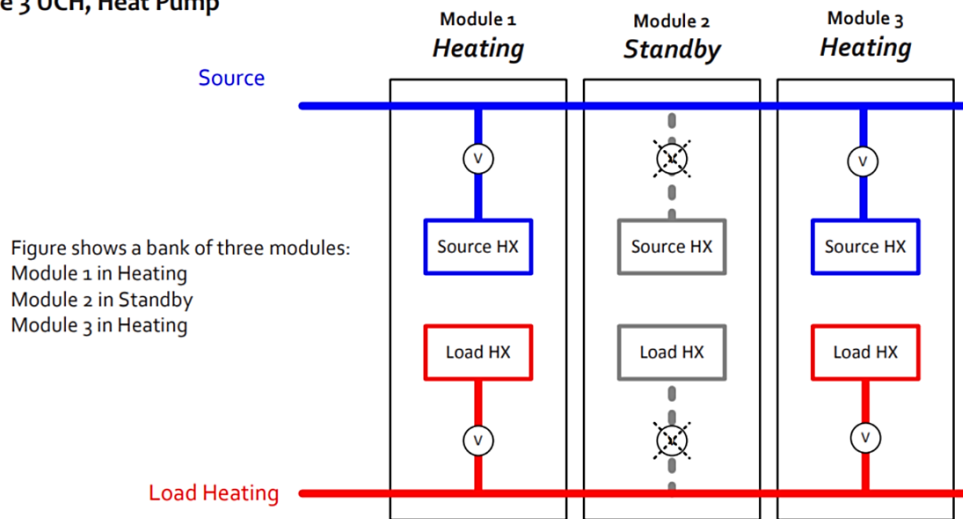 e 3 UCH, Heat Pump
Module 1
Heating
Module 2
Standby
Module 3
Heating
Source
V
V
V
Source HX
Source HX
Source HX
Figure shows a bank of three modules:
Module 1 in Heating
Module 2 in Standby
Module 3 in Heating
Load HX
Load HX
Load HX
V
V
V
Load Heating